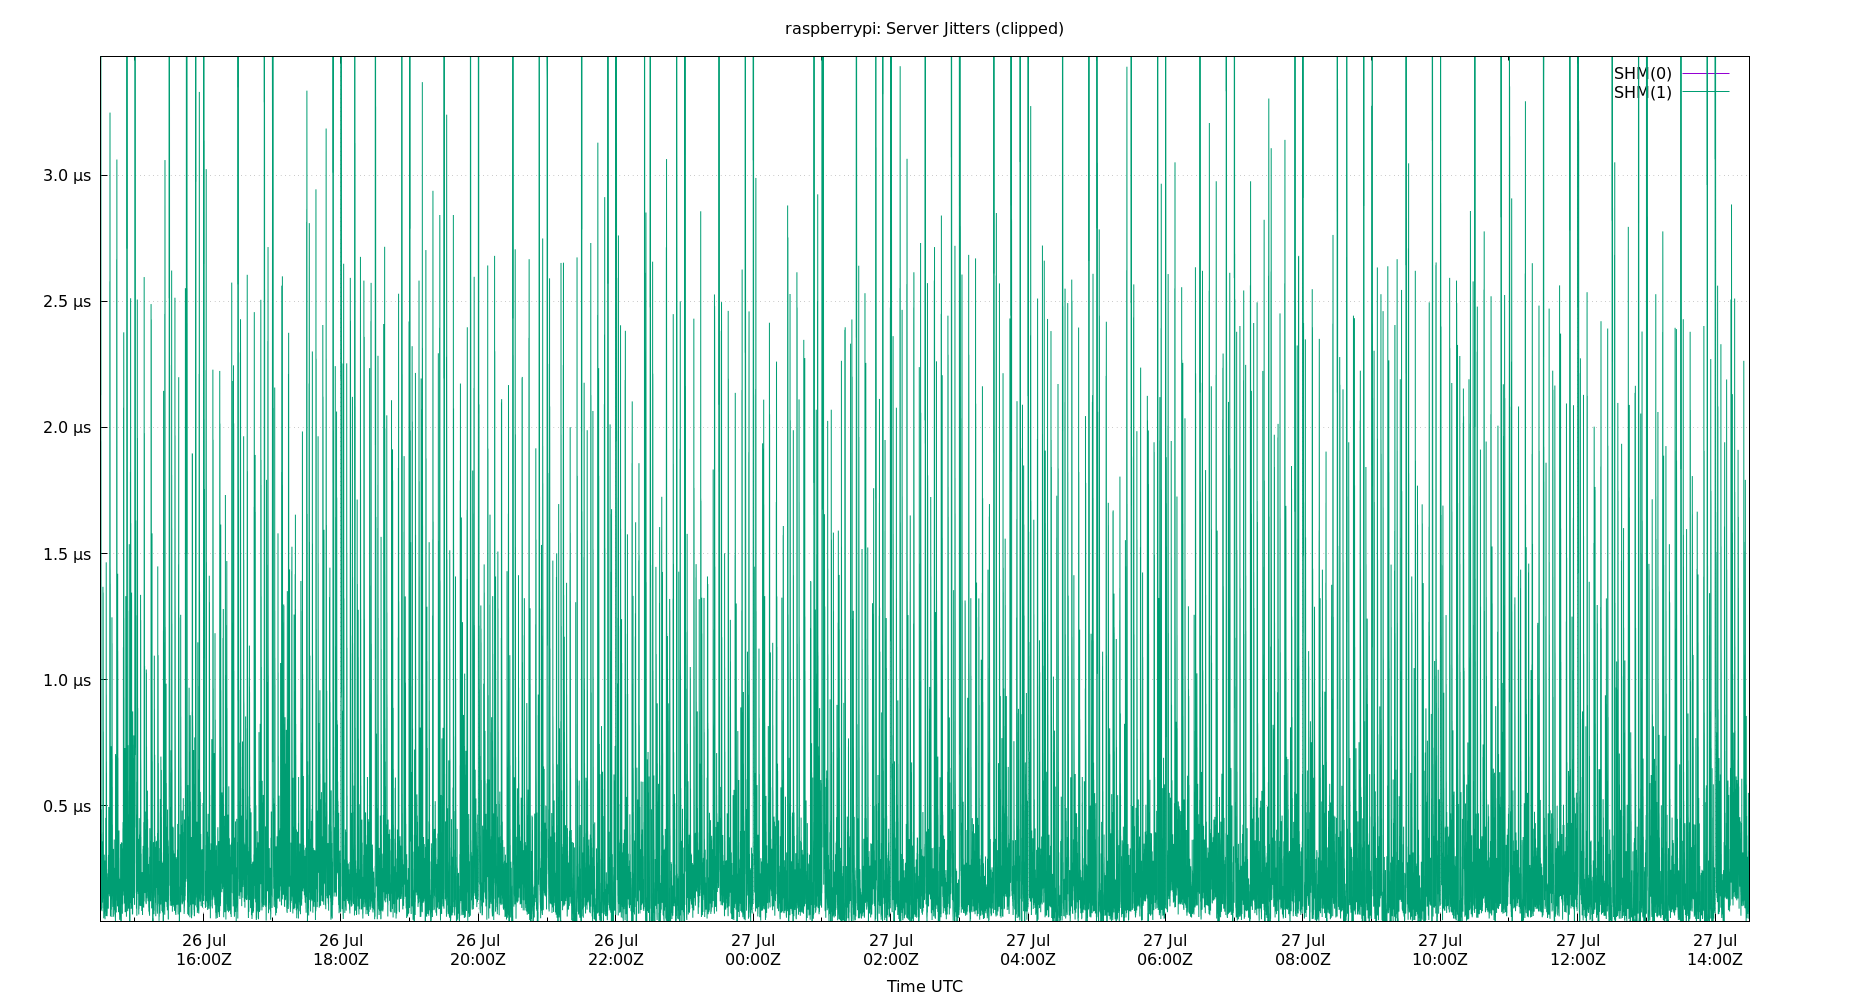 raspberrypi: Server Jitters (clipped)
SHM(0)
SHM(1)
3.0 µs
2.5 µs
2.0 µs
1.5 µs
1.0 µs
0.5 µs
26 Jul 26 Jul 26 Jul 26 Jul 27 Jul 27 Jul 27 Jul 27 Jul 27 Jul 27 Jul 27 Jul 27 Jul
16:00Z 18:00Z 20:00Z 22:00Z 00:00Z 02:00Z 04:00Z 06:00Z 08:00Z 10:00Z 12:00Z 14:00Z
Time UTC